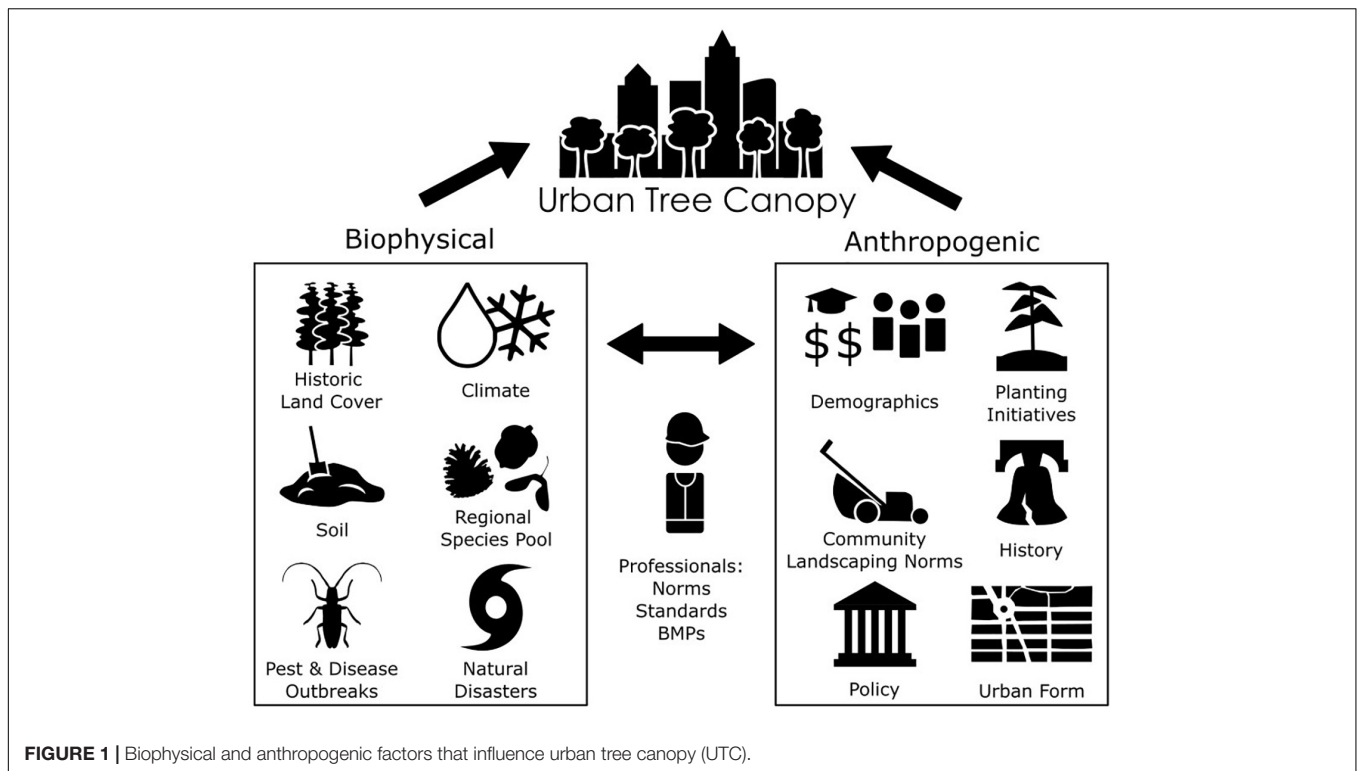 Urban Tree Canopy
Biophysical
Historic
Land Cover
Climate
Soil
Regional
Species Pool
Pest & Disease
Outbreaks
Natural
Disasters
Professionals:
Norms
Standards
BMPs
Anthropogenic
$$
Demographics
Planting
Initiatives
Community
Landscaping Norms
History
Policy
Urban Form
FIGURE 1 | Biophysical and anthropogenic factors that influence urban tree canopy (UTC).